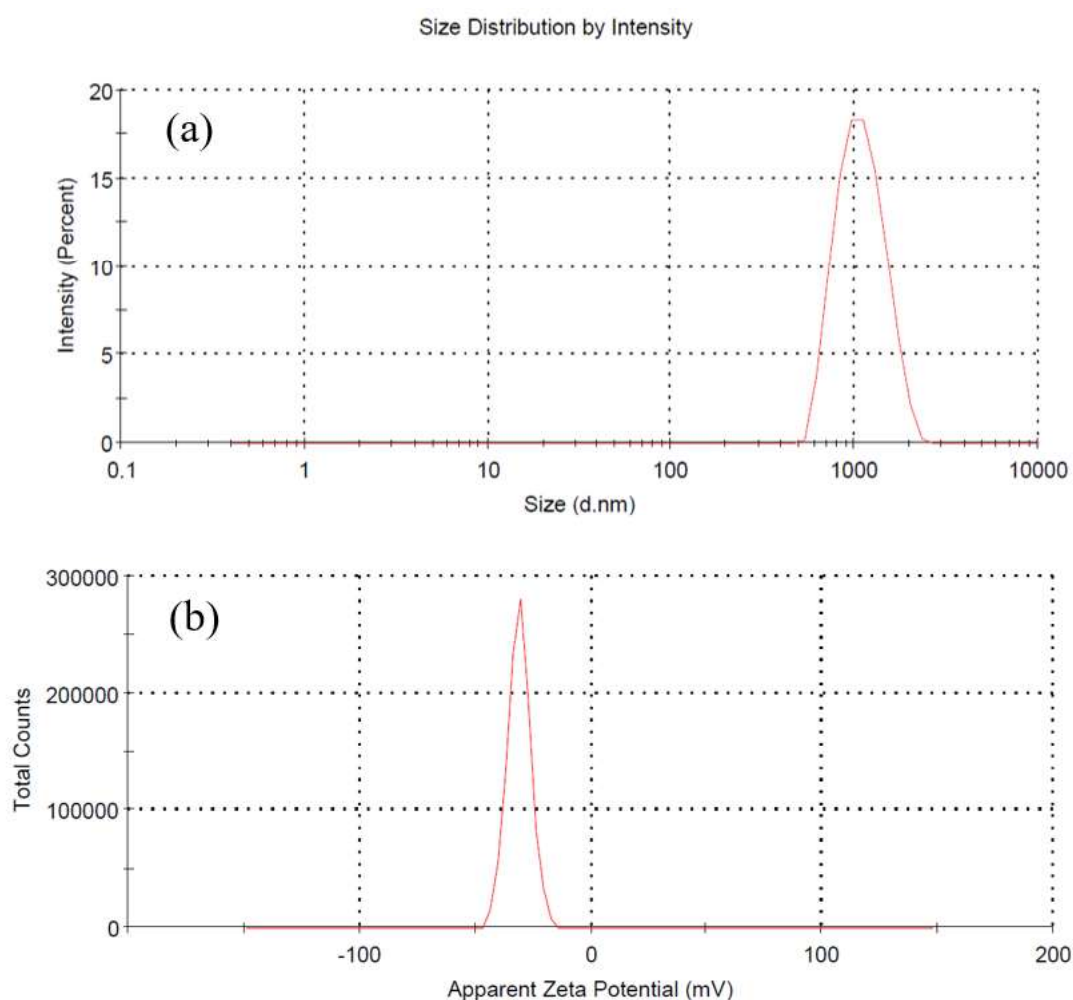 Size Distribution by Intensity
(a)
Intensity (Percent)
20
15
10
5
0
0.1 1 10 100 1000 10000
Size (d.nm)
(b)
Total Counts
300000
200000
100000
0
-100 0 100 200
Apparent Zeta Potential (mV)